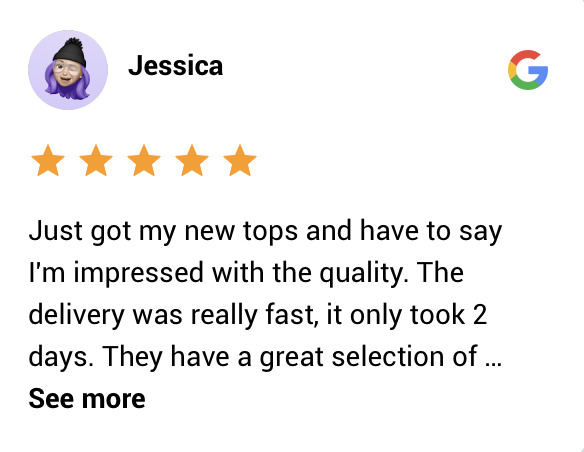 Jessica
Just got my new tops and have to say
I'm impressed with the quality. The
delivery was really fast, it only took 2
days. They have a great selection of ...
See more